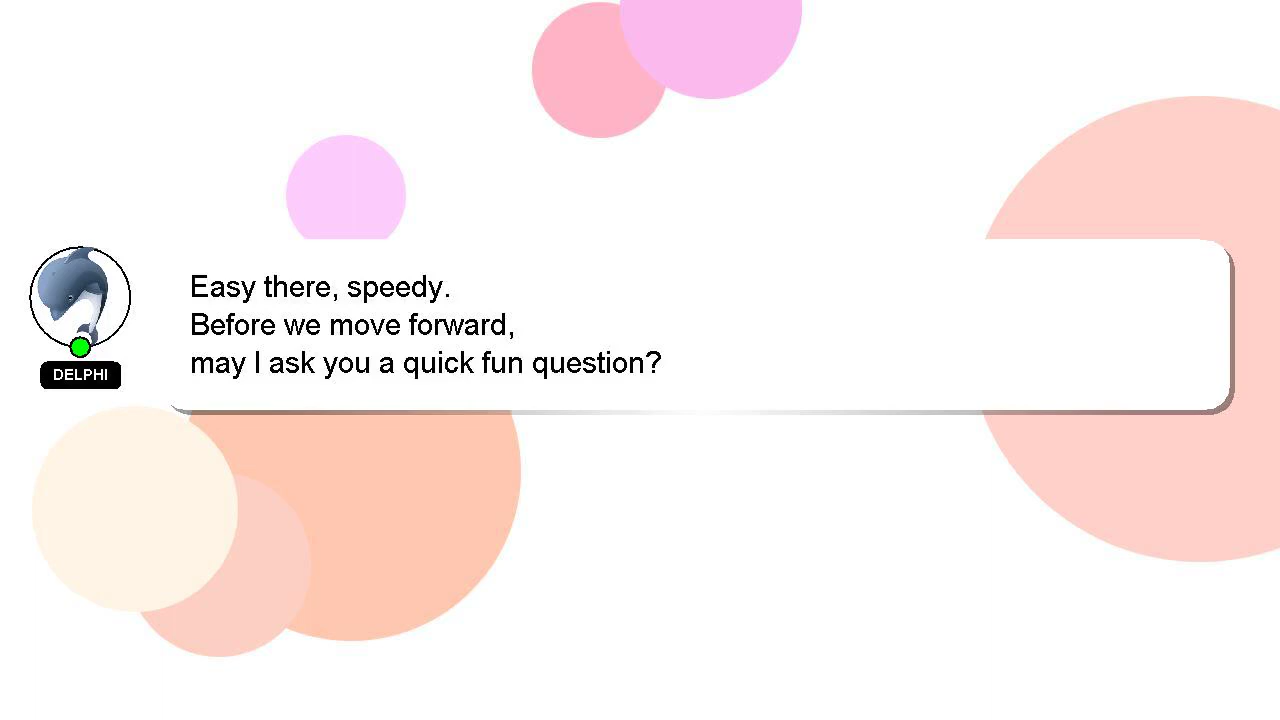 Easy there, speedy.
Before we move forward,
may I ask you a quick fun question?
DELPHI